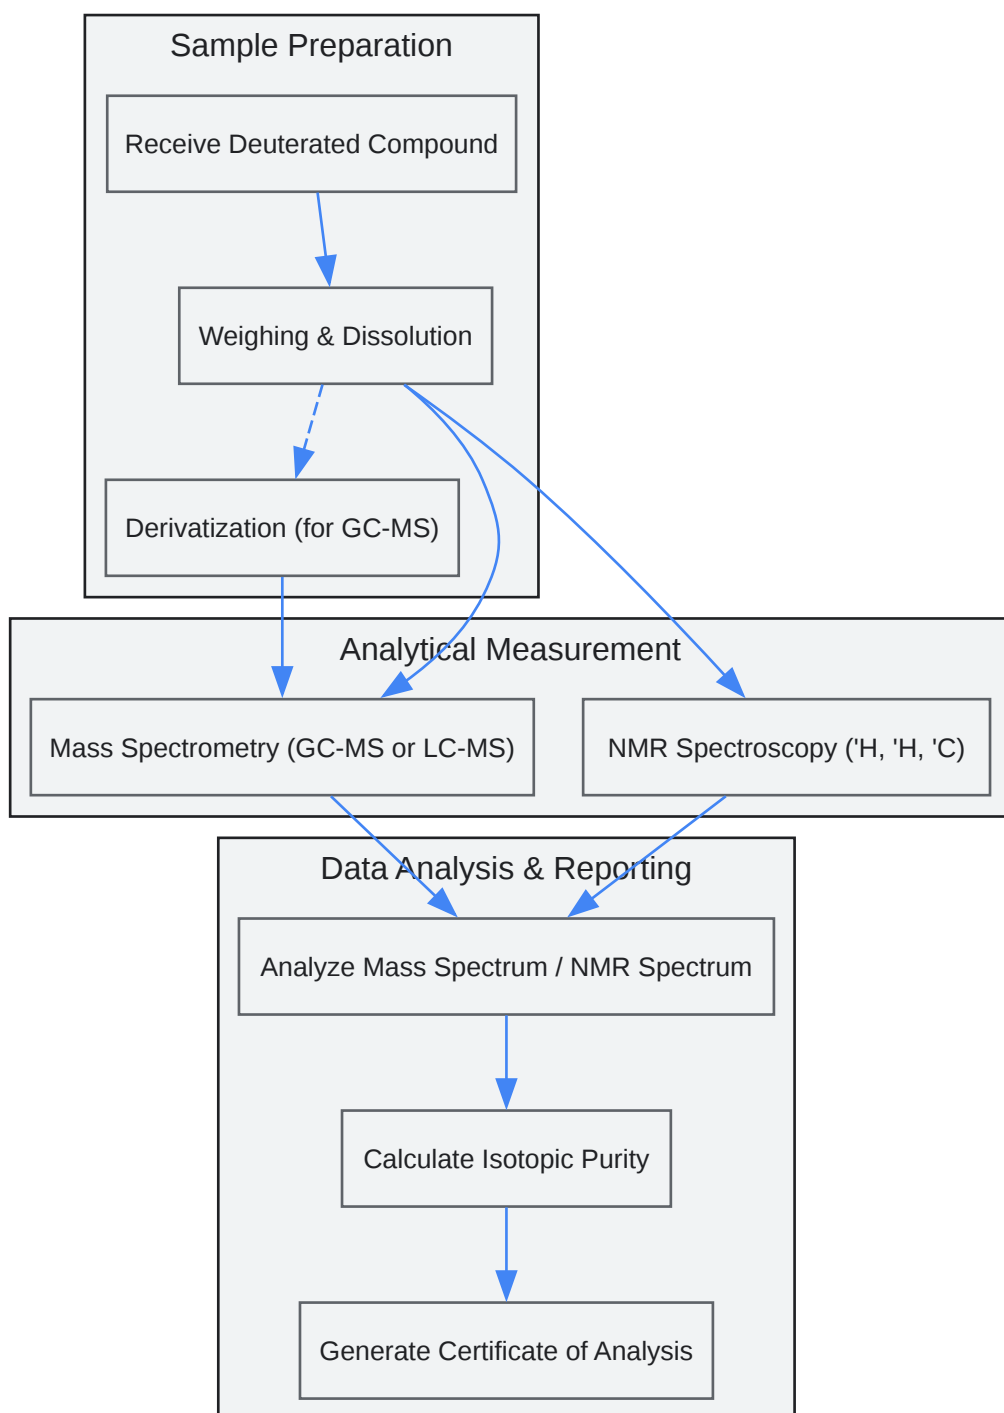 Sample Preparation
Receive Deuterated Compound
Weighing & Dissolution
Derivatization (for GC-MS)
Analytical Measurement
Mass Spectrometry (GC-MS or LC-MS)
NMR Spectroscopy ('H, 'H, 'C)
Data Analysis & Reporting
Analyze Mass Spectrum / NMR Spectrum
Calculate Isotopic Purity
Generate Certificate of Analysis